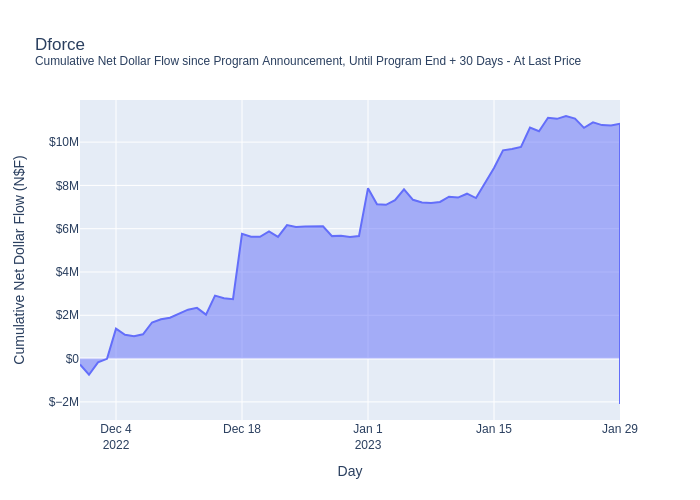 Dforce
Cumulative Net Dollar Flow since Program Announcement, Until Program End + 30 Days - At Last Price
Cumulative Net Dollar Flow (N$F)
$10M
$8M
$6M
$4M
$2M
$0
$−2M
Dec 4
2022
Dec 18
Jan 1
2023
Jan 15
Jan 29
Day